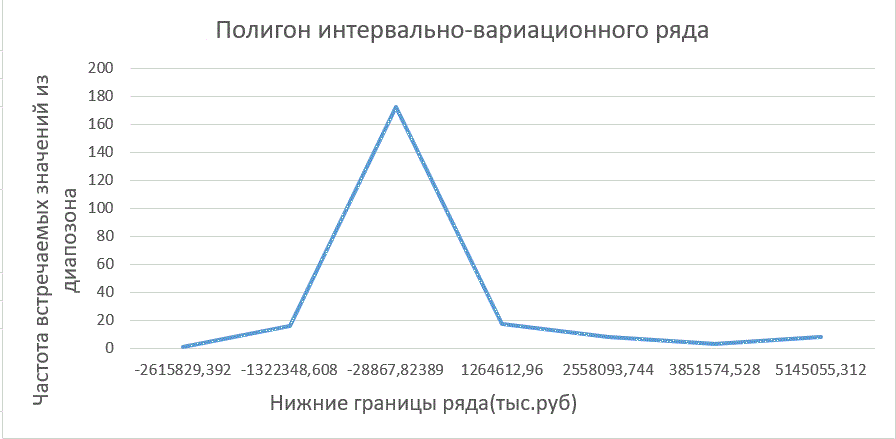 Полигон интервально-вариационного ряда
Частота встречаемых значений из
диапозона
200
180
160
140
120
100
80
60
40
20
0
-2615829,392 -1322348,608 -28867,82389 1264612,96 2558093,744 3851574,528 5145055,312
Нижние границы ряда(тыс.руб)